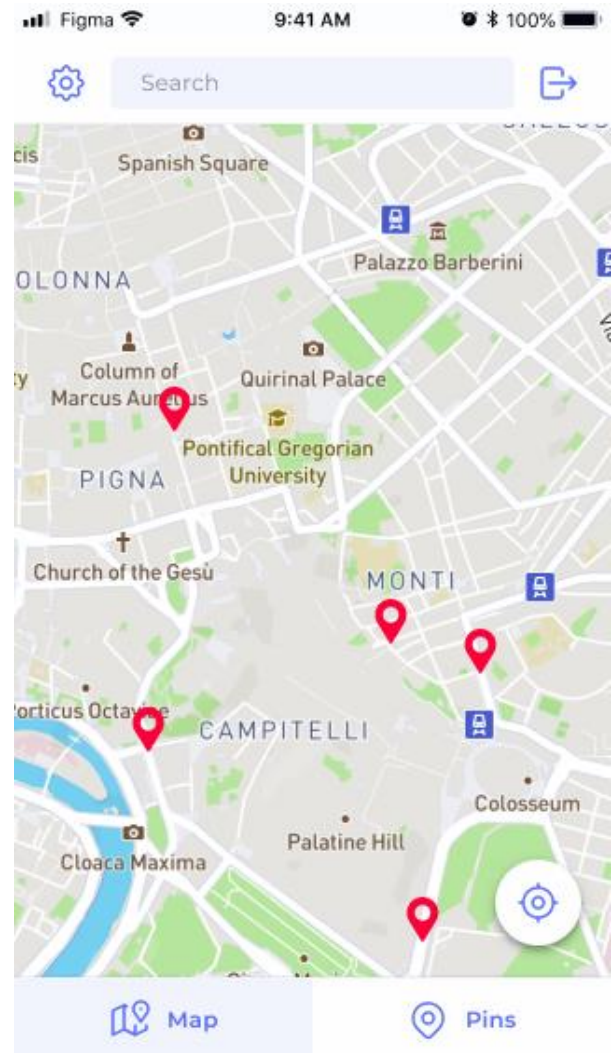 Figma
9:41 AM
100%
Search
cis
Spanish Square
Palazzo Barberini
OLONNA
Column of
Marcus Aurelius
Quirinal Palace
Pontifical Gregorian
University
PIGNA
Church of the Gesù
MONTI
CAMPITELLI
Colosseum
Palatine Hill
Cloaca Maxima
Map
Pins